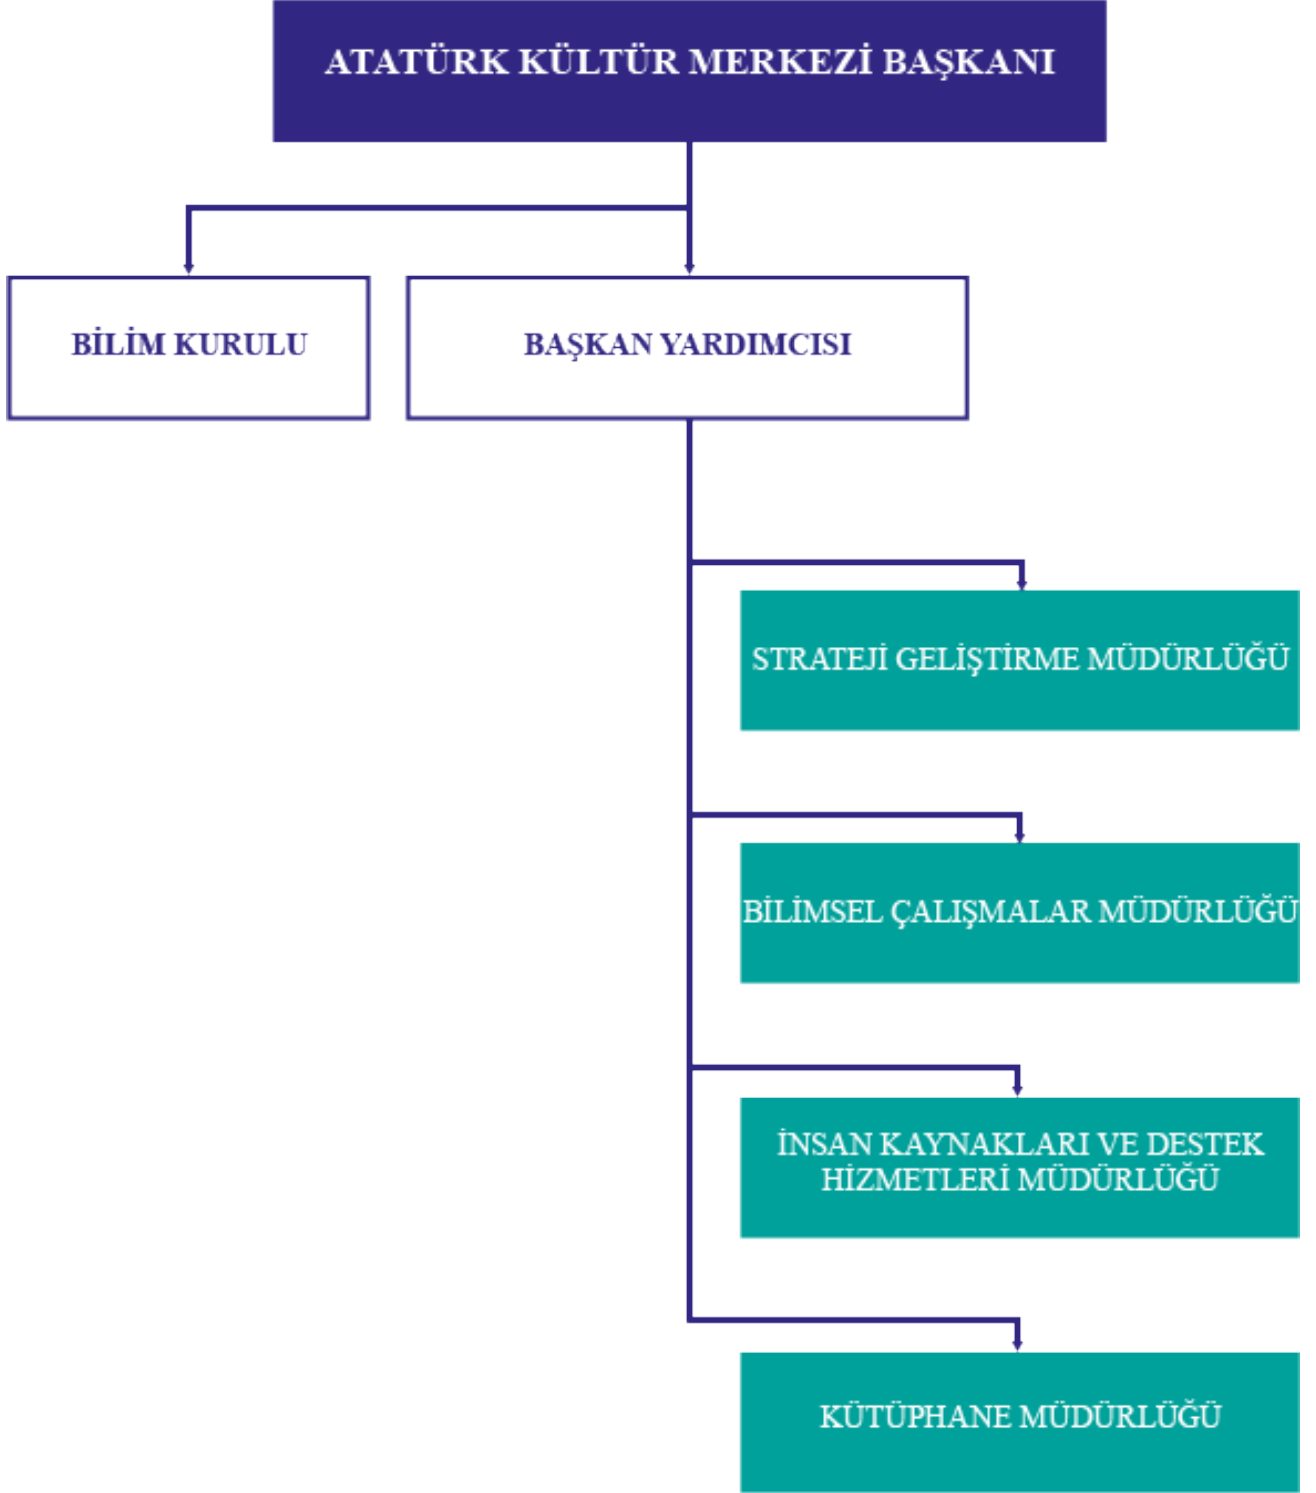 ATATÜRK KÜLTÜR MERKEZİ BAŞKANI
BİLİM KURULU
BAŞKAN YARDIMCISI
STRATEJİ GELİŞTİRME MÜDÜRLÜĞÜ
BİLİMSEL ÇALIŞMALAR MÜDÜRLÜĞÜ
İNSAN KAYNAKLARI VE DESTEK
HİZMETLERİ MÜDÜRLÜĞÜ
KÜTÜPHANE MÜDÜRLÜĞÜ